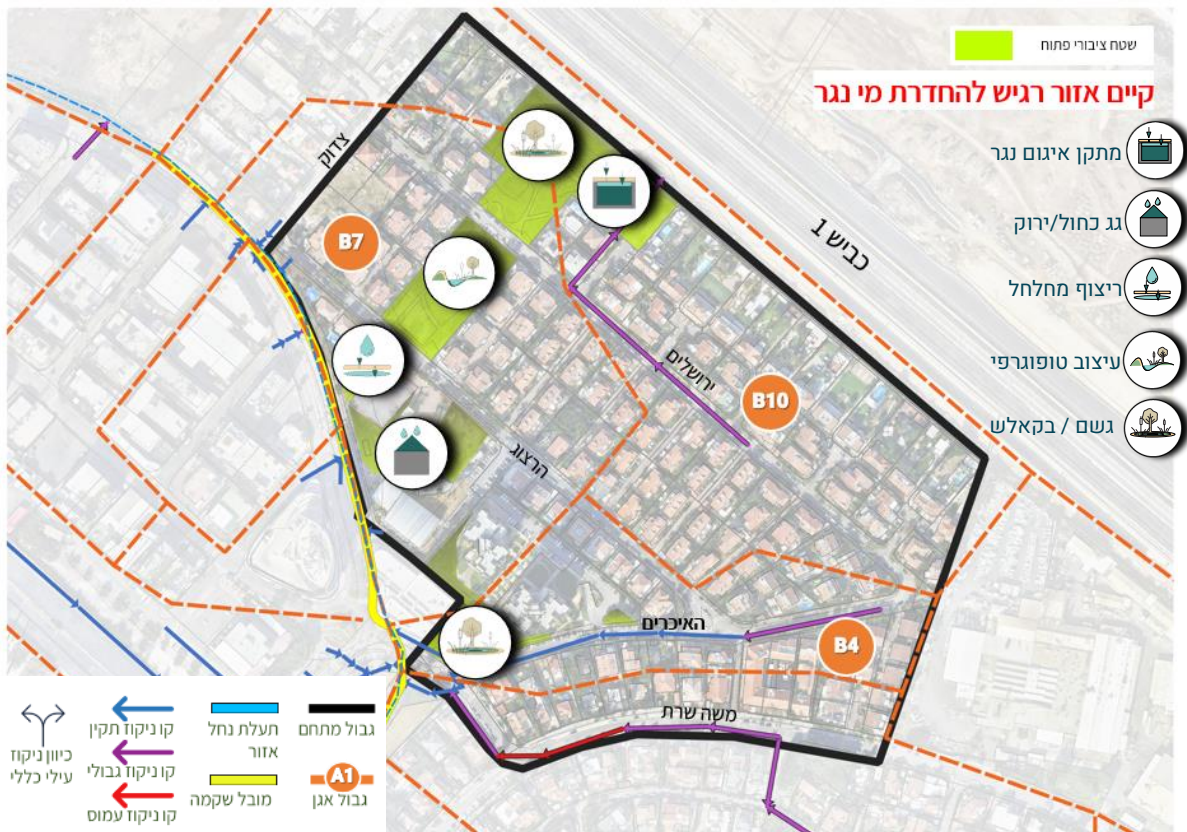 שטח ציבורי פתוח
קיים אזור רגיש להחדרת מי נגר
מתקן איגום נגר
גג כחול/ירוק
ריצוף מחלחל
עיצוב טופוגרפי
גשם / בקאלש
כביש 1
צדוק
B7
ירושלים
B10
הרצוג
האיכרים
B4
משה שרת
גבול מתחם
תעלת נחל
אזור
קו ניקוז תקין
קו ניקוז גבולי
קו ניקוז עמוס
כיוון ניקוז
עילי כללי
A1
גבול אגן
מובל שקמה